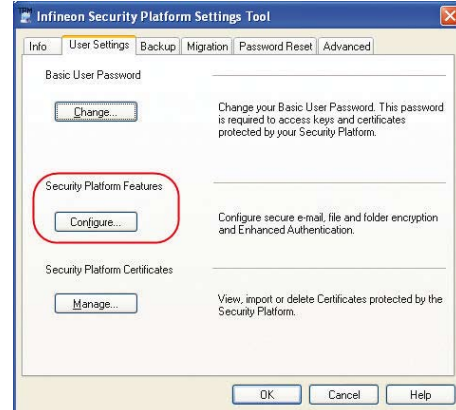 TPM Infineon Security Platform Settings Tool
Info User Settings Backup Migration Password Reset Advanced
Basic User Password
Change...
Change your Basic User Password. This password
is required to access keys and certificates
protected by your Security Platform.
Security Platform Features
Configure...
Configure secure e-mail, file and folder encryption
and Enhanced Authentication.
Security Platform Certificates
Manage...
View, import or delete Certificates protected by the
Security Platform.
OK Cancel Help